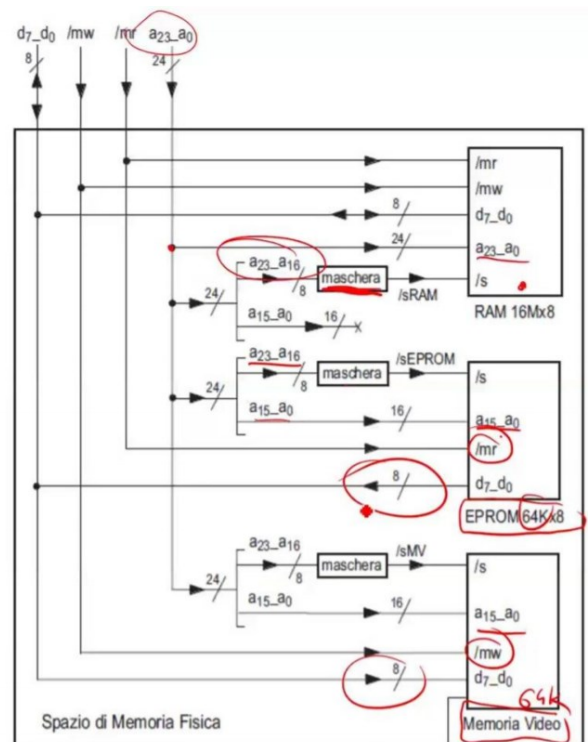 d7_d0 /mw /mr a23_a0
8 24
/mr
/mw
8 d7_d0
24 a23_a0
a23_a16 8 maschera /sRAM /s
24
a15_a0 16 x
RAM 16Mx8
a23_a16 8 maschera /sEPROM /s
24
a15_a0 16 a15_a0
/mr
8 d7_d0
EPROM 64Kx8
a23_a16 8 maschera /sMV /s
24
a15_a0 16 a15_a0
/mw
8 d7_d0
64K
Spazio di Memoria Fisica Memoria Video